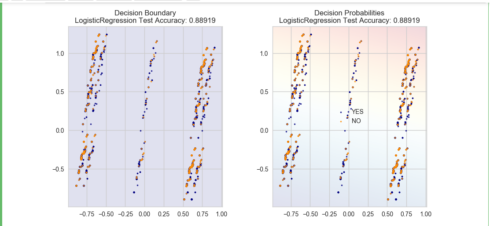 Decision Boundary
LogisticRegression Test Accuracy: 0.88919
1.0
0.5
0.0
−0.5
−0.75 −0.50 −0.25 0.00 0.25 0.50 0.75 1.00
Decision Probabilities
LogisticRegression Test Accuracy: 0.88919
1.0
0.5
0.0
−0.5
YES
NO
−0.75 −0.50 −0.25 0.00 0.25 0.50 0.75 1.00